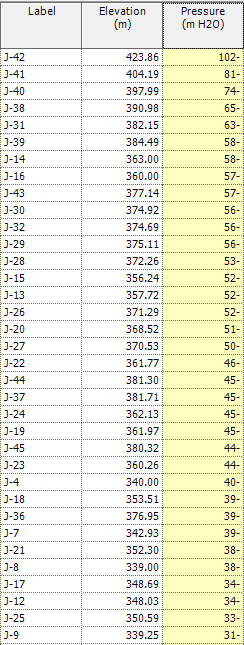 Label Elevation (m) Pressure (m H2O)
J-42 423.86 102-
J-41 404.19 81-
J-40 397.99 74-
J-38 390.98 65-
J-31 382.15 63-
J-39 384.49 58-
J-14 363.00 58-
J-16 360.00 57-
J-43 377.14 57-
J-30 374.92 56-
J-32 374.69 56-
J-29 375.11 56-
J-28 372.26 53-
J-15 356.24 52-
J-13 357.72 52-
J-26 371.29 52-
J-20 368.52 51-
J-27 370.53 50-
J-22 361.77 46-
J-44 381.30 45-
J-37 381.71 45-
J-24 362.13 45-
J-19 361.97 45-
J-45 380.32 44-
J-23 360.26 44-
J-4 340.00 40-
J-18 353.51 39-
J-36 376.95 39-
J-7 342.93 39-
J-21 352.30 38-
J-8 339.00 38-
J-17 348.69 34-
J-12 348.03 34-
J-25 350.59 33-
J-9 339.25 31-